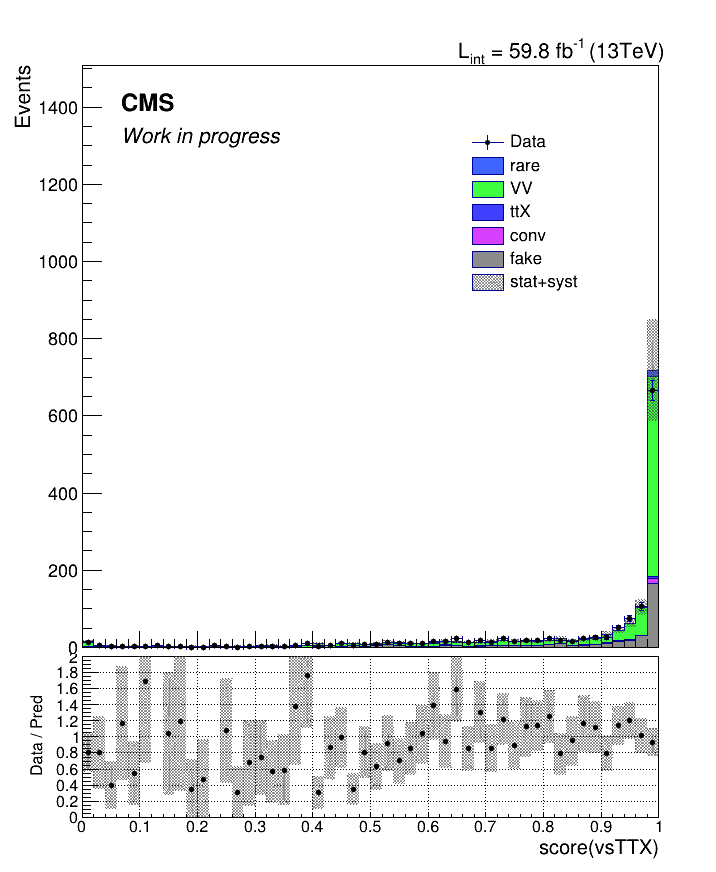 L_int = 59.8 fb⁻¹ (13TeV)
Events
CMS
Work in progress
Data
rare
VV
ttX
conv
fake
stat+syst
1400
1200
1000
800
600
400
200
0
Data / Pred
2
1.8
1.6
1.4
1.2
1
0.8
0.6
0.4
0.2
0
0 0.1 0.2 0.3 0.4 0.5 0.6 0.7 0.8 0.9 1
score(vsTTX)